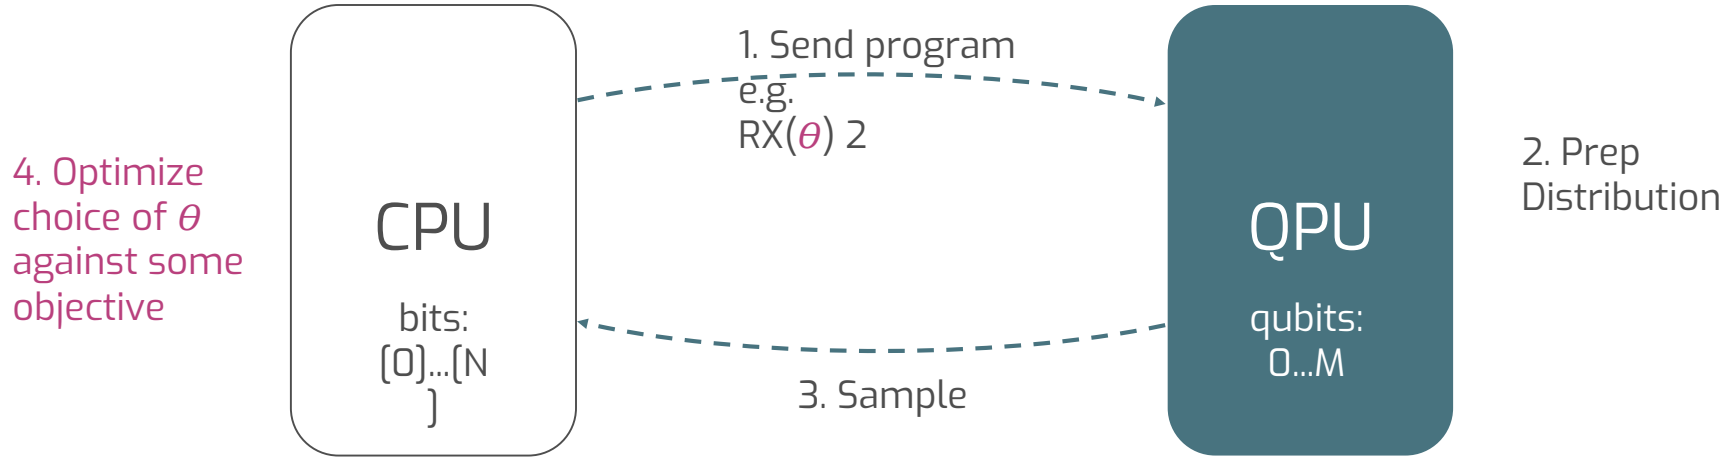 1. Send program
e.g.
RX(θ) 2
4. Optimize
choice of θ
against some
objective
CPU
bits:
[0]...[N
]
QPU
qubits:
0...M
2. Prep
Distribution
3. Sample